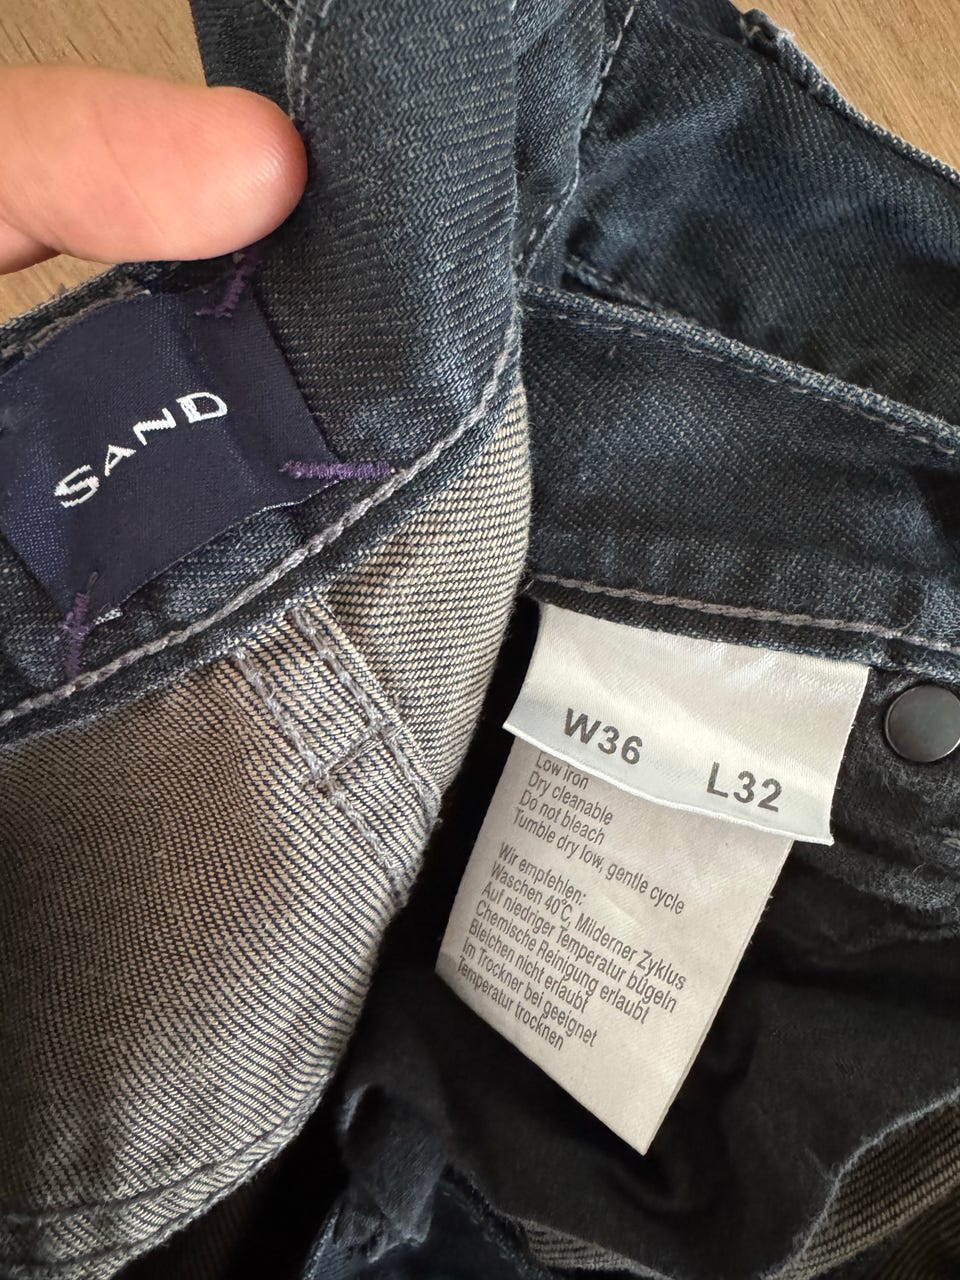 SAND
W36 L32
Low iron
Dry cleanable
Do not bleach
Tumble dry low, gentle cycle
Wir empfehlen:
Waschen 40°C, Milderner Zyklus
Auf niedriger Temperatur bügeln
Chemische Reinigung erlaubt
Bleichen nicht erlaubt
Im Trockner bei geeignet
Temperatur trocknen